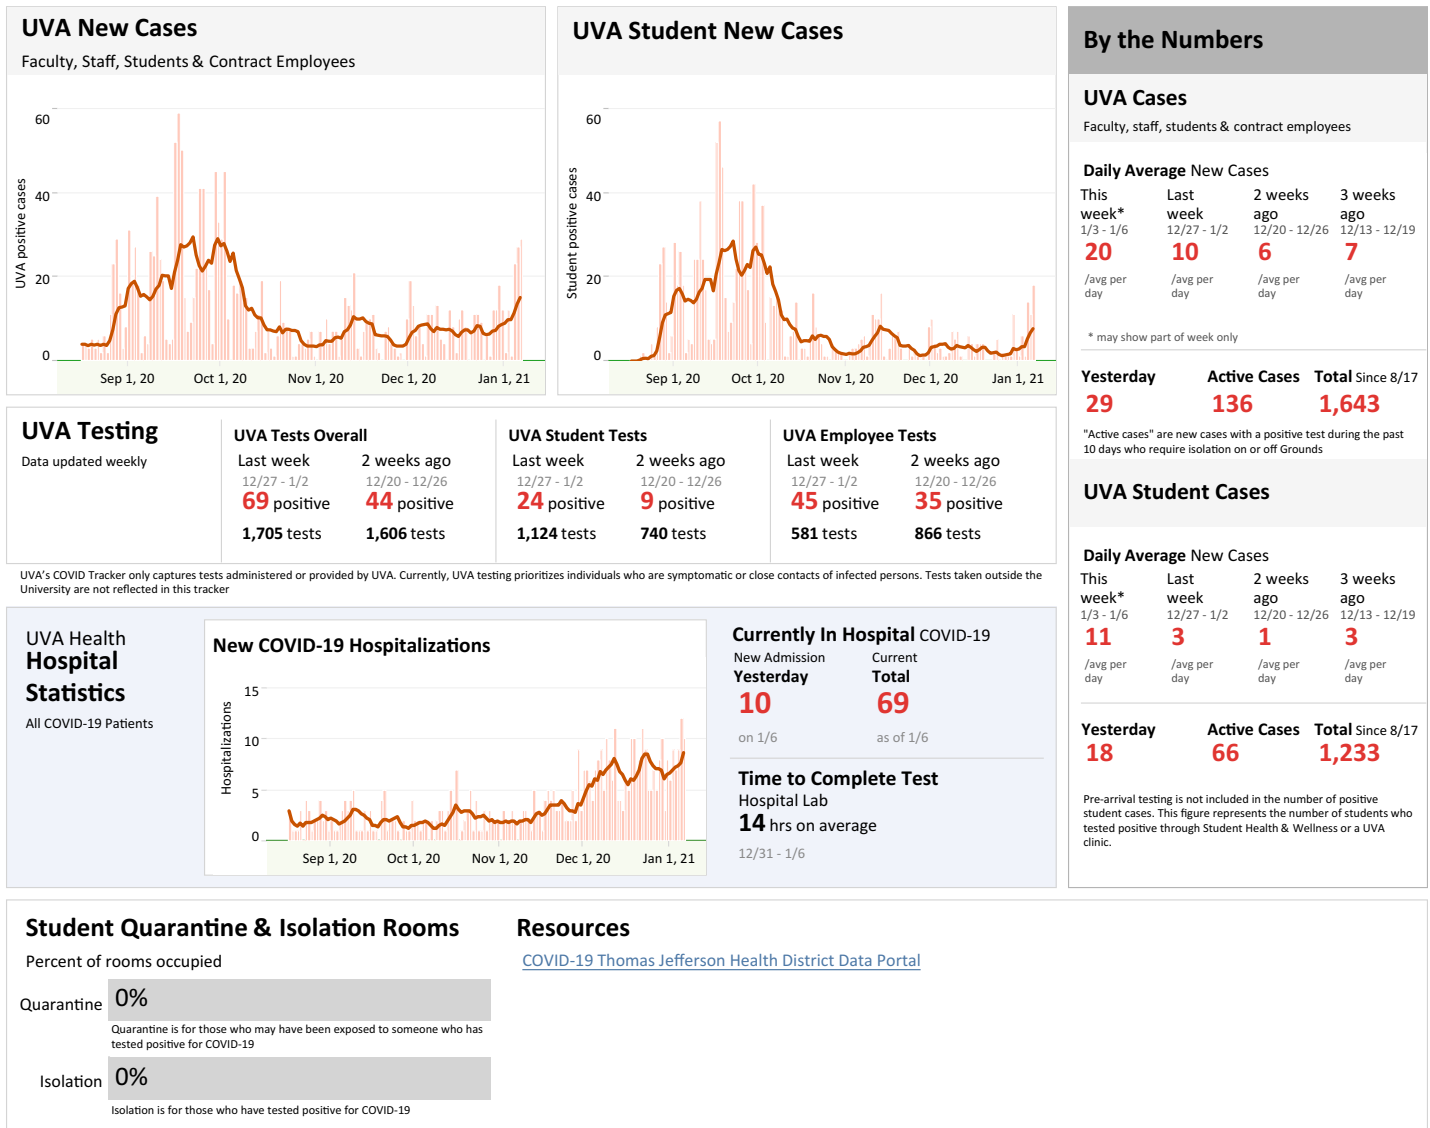 UVA New Cases
Faculty, Staff, Students & Contract Employees
60
40
20
0
UVA positive cases
Sep 1, 20 Oct 1, 20 Nov 1, 20 Dec 1, 20 Jan 1, 21
UVA Student New Cases
60
40
20
0
Student positive cases
Sep 1, 20 Oct 1, 20 Nov 1, 20 Dec 1, 20 Jan 1, 21
By the Numbers
UVA Cases
Faculty, staff, students & contract employees
Daily Average New Cases
This Last 2 weeks 3 weeks
week* week ago ago
1/3 - 1/6 12/27 - 1/2 12/20 - 12/26 12/13 - 12/19
20 10 6 7
/avg per /avg per /avg per /avg per
day day day day
* may show part of week only
Yesterday Active Cases Total Since 8/17
29 136 1,643
"Active cases" are new cases with a positive test during the past
10 days who require isolation on or off Grounds
UVA Student Cases
Daily Average New Cases
This Last 2 weeks 3 weeks
week* week ago ago
1/3 - 1/6 12/27 - 1/2 12/20 - 12/26 12/13 - 12/19
11 3 1 3
/avg per /avg per /avg per /avg per
day day day day
Yesterday Active Cases Total Since 8/17
18 66 1,233
Pre-arrival testing is not included in the number of positive
student cases. This figure represents the number of students who
tested positive through Student Health & Wellness or a UVA
clinic.
UVA Testing
Data updated weekly
UVA Tests Overall
Last week 2 weeks ago
12/27 - 1/2 12/20 - 12/26
69 positive 44 positive
1,705 tests 1,606 tests
UVA Student Tests
Last week 2 weeks ago
12/27 - 1/2 12/20 - 12/26
24 positive 9 positive
1,124 tests 740 tests
UVA Employee Tests
Last week 2 weeks ago
12/27 - 1/2 12/20 - 12/26
45 positive 35 positive
581 tests 866 tests
UVA's COVID Tracker only captures tests administered or provided by UVA. Currently, UVA testing prioritizes individuals who are symptomatic or close contacts of infected persons. Tests taken outside the
University are not reflected in this tracker
UVA Health
Hospital
Statistics
All COVID-19 Patients
New COVID-19 Hospitalizations
15
10
5
0
Hospitalizations
Sep 1, 20 Oct 1, 20 Nov 1, 20 Dec 1, 20 Jan 1, 21
Currently In Hospital COVID-19
New Admission Current
Yesterday Total
10 69
on 1/6 as of 1/6
Time to Complete Test
Hospital Lab
14 hrs on average
12/31 - 1/6
Student Quarantine & Isolation Rooms
Percent of rooms occupied
Quarantine 0%
Quarantine is for those who may have been exposed to someone who has
tested positive for COVID-19
Isolation 0%
Isolation is for those who have tested positive for COVID-19
Resources
COVID-19 Thomas Jefferson Health District Data Portal